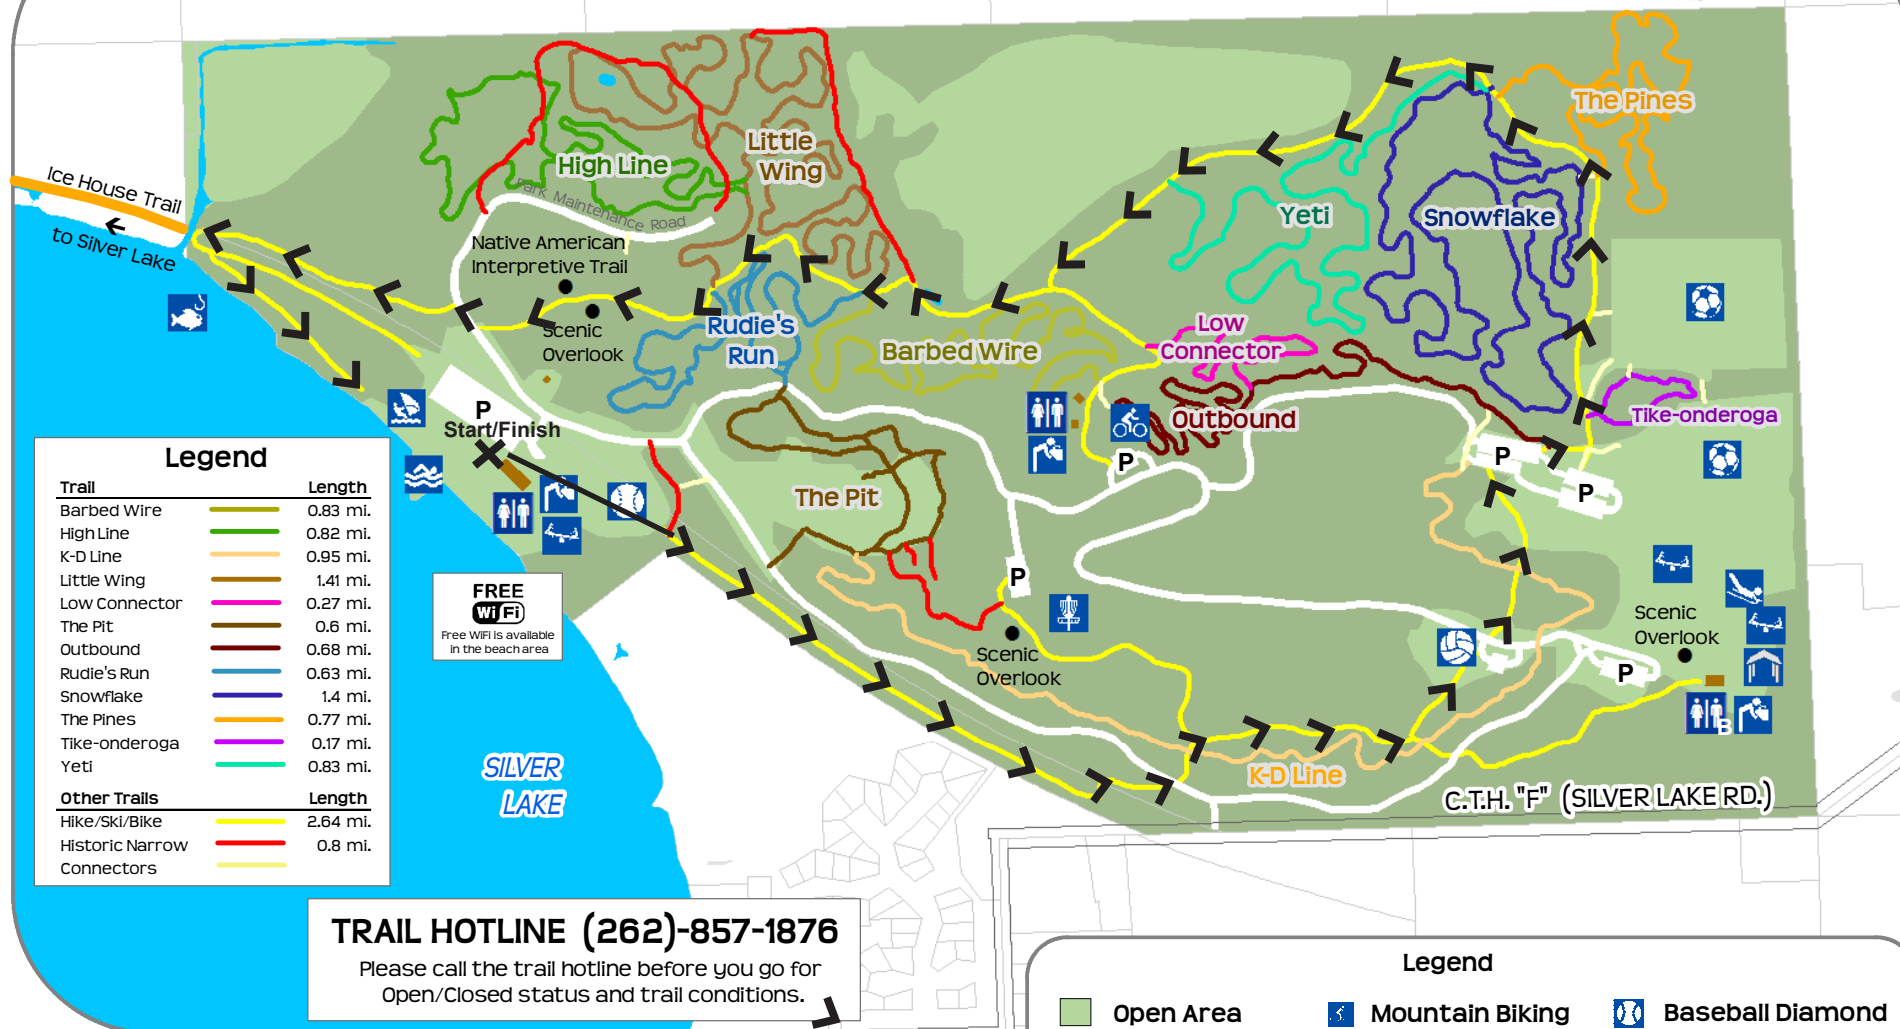 Ice House Trail
to Silver Lake
High Line
Little
Wing
Park Maintenance Road
Native American
Interpretive Trail
Scenic
Overlook
Rudie's
Run
Barbed Wire
Low
Connector
Outbound
Yeti
Snowflake
The Pines
Tike-onderoga
P
Start/Finish
The Pit
P
P
P
P
P
Scenic
Overlook
Scenic
Overlook
B
K-D Line
C.T.H. "F" (SILVER LAKE RD.)
SILVER
LAKE
FREE
Wi Fi
Free WiFi is available
in the beach area
Legend
Trail Length
Barbed Wire 0.83 mi.
High Line 0.82 mi.
K-D Line 0.95 mi.
Little Wing 1.41 mi.
Low Connector 0.27 mi.
The Pit 0.6 mi.
Outbound 0.68 mi.
Rudie's Run 0.63 mi.
Snowflake 1.4 mi.
The Pines 0.77 mi.
Tike-onderoga 0.17 mi.
Yeti 0.83 mi.
Other Trails Length
Hike/Ski/Bike 2.64 mi.
Historic Narrow 0.8 mi.
Connectors
TRAIL HOTLINE (262)-857-1876
Please call the trail hotline before you go for
Open/Closed status and trail conditions.
Legend
Open Area Mountain Biking Baseball Diamond